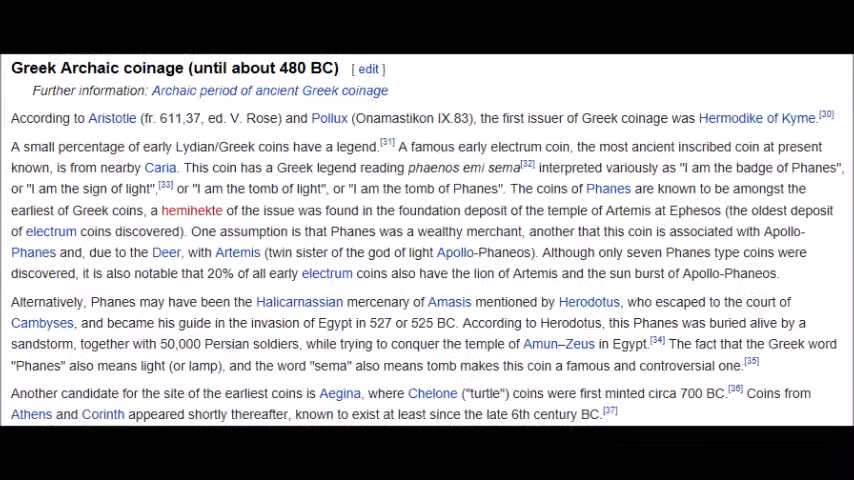 Greek Archaic coinage (until about 480 BC) [ edit ]
Further information: Archaic period of ancient Greek coinage
According to Aristotle (fr. 611,37, ed. V. Rose) and Pollux (Onamastikon IX.83), the first issuer of Greek coinage was Hermodike of Kyme.[30]
A small percentage of early Lydian/Greek coins have a legend.[31] A famous early electrum coin, the most ancient inscribed coin at present
known, is from nearby Caria. This coin has a Greek legend reading phaenos emi sema[32] interpreted variously as "I am the badge of Phanes",
or "I am the sign of light",[33] or "I am the tomb of light", or "I am the tomb of Phanes". The coins of Phanes are known to be amongst the
earliest of Greek coins, a hemihekte of the issue was found in the foundation deposit of the temple of Artemis at Ephesos (the oldest deposit
of electrum coins discovered). One assumption is that Phanes was a wealthy merchant, another that this coin is associated with Apollo-
Phanes and, due to the Deer, with Artemis (twin sister of the god of light Apollo-Phaneos). Although only seven Phanes type coins were
discovered, it is also notable that 20% of all early electrum coins also have the lion of Artemis and the sun burst of Apollo-Phaneos.
Alternatively, Phanes may have been the Halicarnassian mercenary of Amasis mentioned by Herodotus, who escaped to the court of
Cambyses, and became his guide in the invasion of Egypt in 527 or 525 BC. According to Herodotus, this Phanes was buried alive by a
sandstorm, together with 50,000 Persian soldiers, while trying to conquer the temple of Amun–Zeus in Egypt.[34] The fact that the Greek word
"Phanes" also means light (or lamp), and the word "sema" also means tomb makes this coin a famous and controversial one.[35]
Another candidate for the site of the earliest coins is Aegina, where Chelone ("turtle") coins were first minted circa 700 BC.[36] Coins from
Athens and Corinth appeared shortly thereafter, known to exist at least since the late 6th century BC.[37]